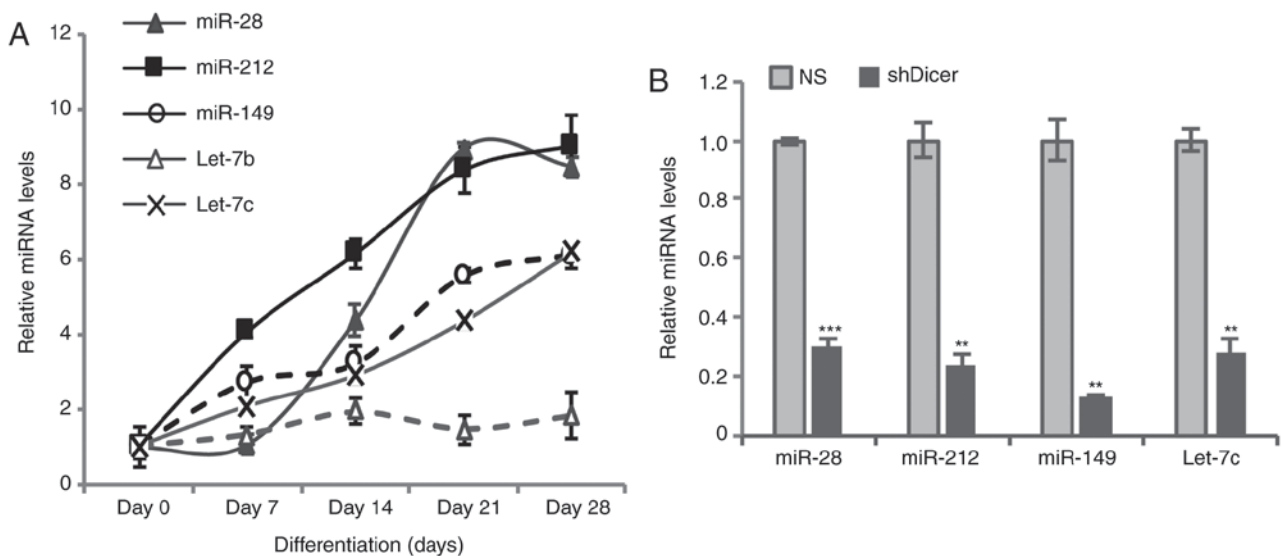 A
Relative miRNA levels
12
10
8
6
4
2
0
miR-28
miR-212
miR-149
Let-7b
Let-7c
Day 0 Day 7 Day 14 Day 21 Day 28
Differentiation (days)
B
Relative miRNA levels
NS shDicer
1.2
1.0
0.8
0.6
0.4
0.2
0
*** ** ** **
miR-28 miR-212 miR-149 Let-7c